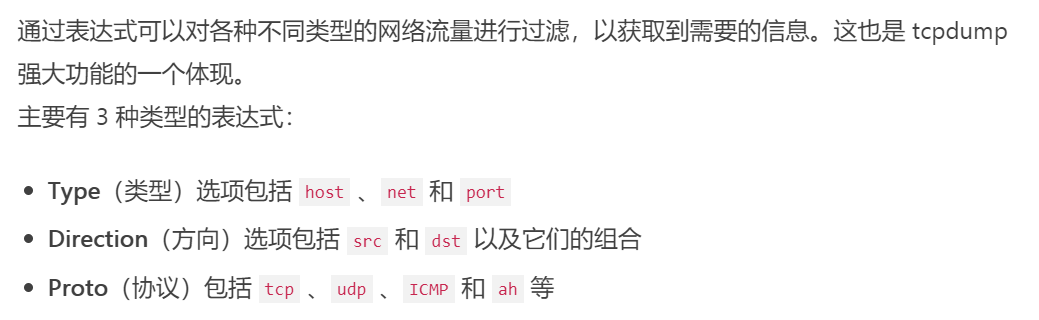 通过表达式可以对各种不同类型的网络流量进行过滤，以获取到需要的信息。这也是 tcpdump
强大功能的一个体现。
主要有 3 种类型的表达式：
• Type（类型）选项包括 host 、 net 和 port
• Direction（方向）选项包括 src 和 dst 以及它们的组合
• Proto（协议）包括 tcp 、 udp 、 ICMP 和 ah 等